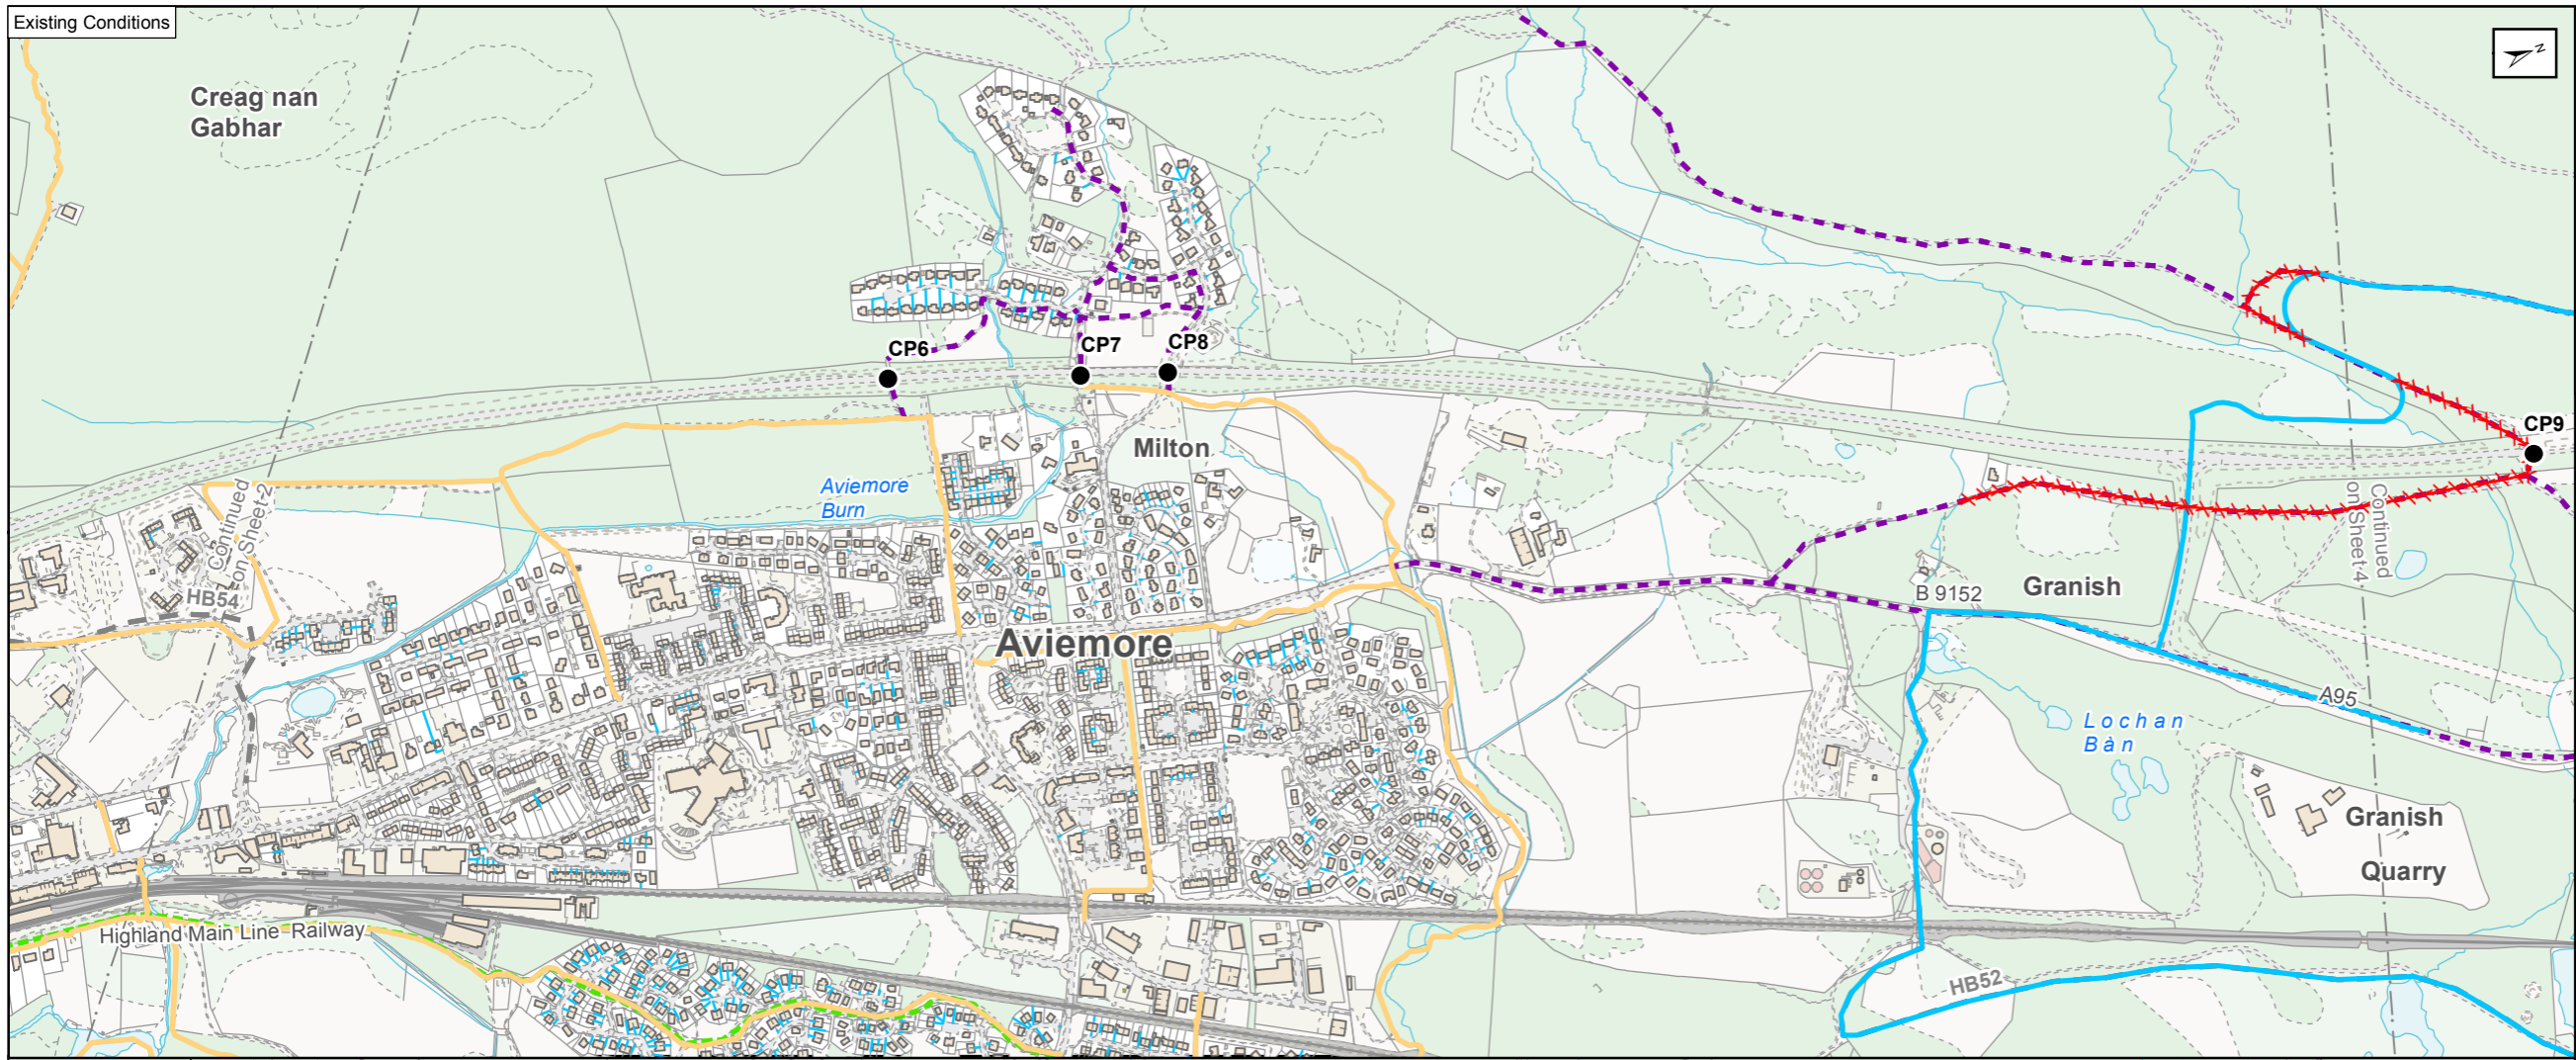 Existing Conditions
N
Creag nan
Gabhar
CP6
CP7
CP8
CP9
Milton
Aviemore
Burn
Continued
on Sheet 2
Continued
on Sheet 4
HB54
B 9152
Granish
Aviemore
A95
Lochan
Bàn
Granish
Quarry
Highland Main Line Railway
HB52